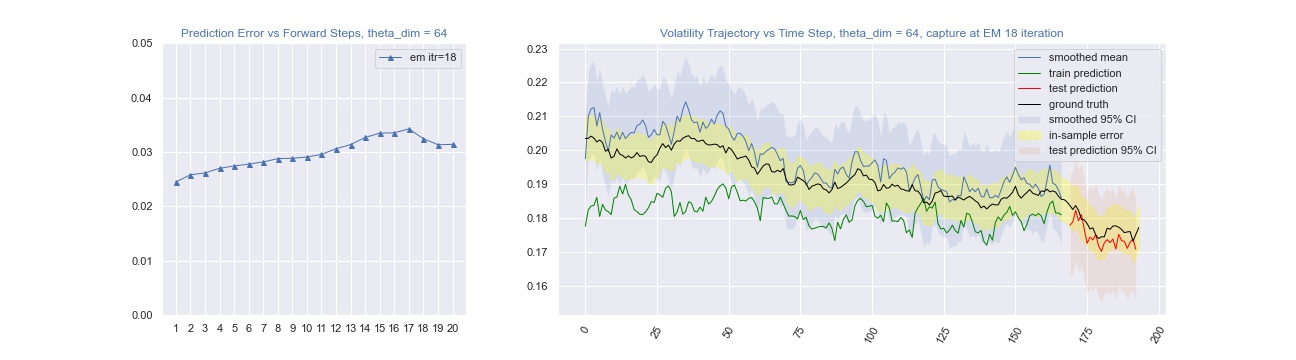 Prediction Error vs Forward Steps, theta_dim = 64
0.05
0.04
0.03
0.02
0.01
0.00
em itr=18
1 2 3 4 5 6 7 8 9 10 11 12 13 14 15 16 17 18 19 20
Volatility Trajectory vs Time Step, theta_dim = 64, capture at EM 18 iteration
0.23
0.22
0.21
0.20
0.19
0.18
0.17
0.16
smoothed mean
train prediction
test prediction
ground truth
smoothed 95% CI
in-sample error
test prediction 95% CI
0 25 50 75 100 125 150 175 200